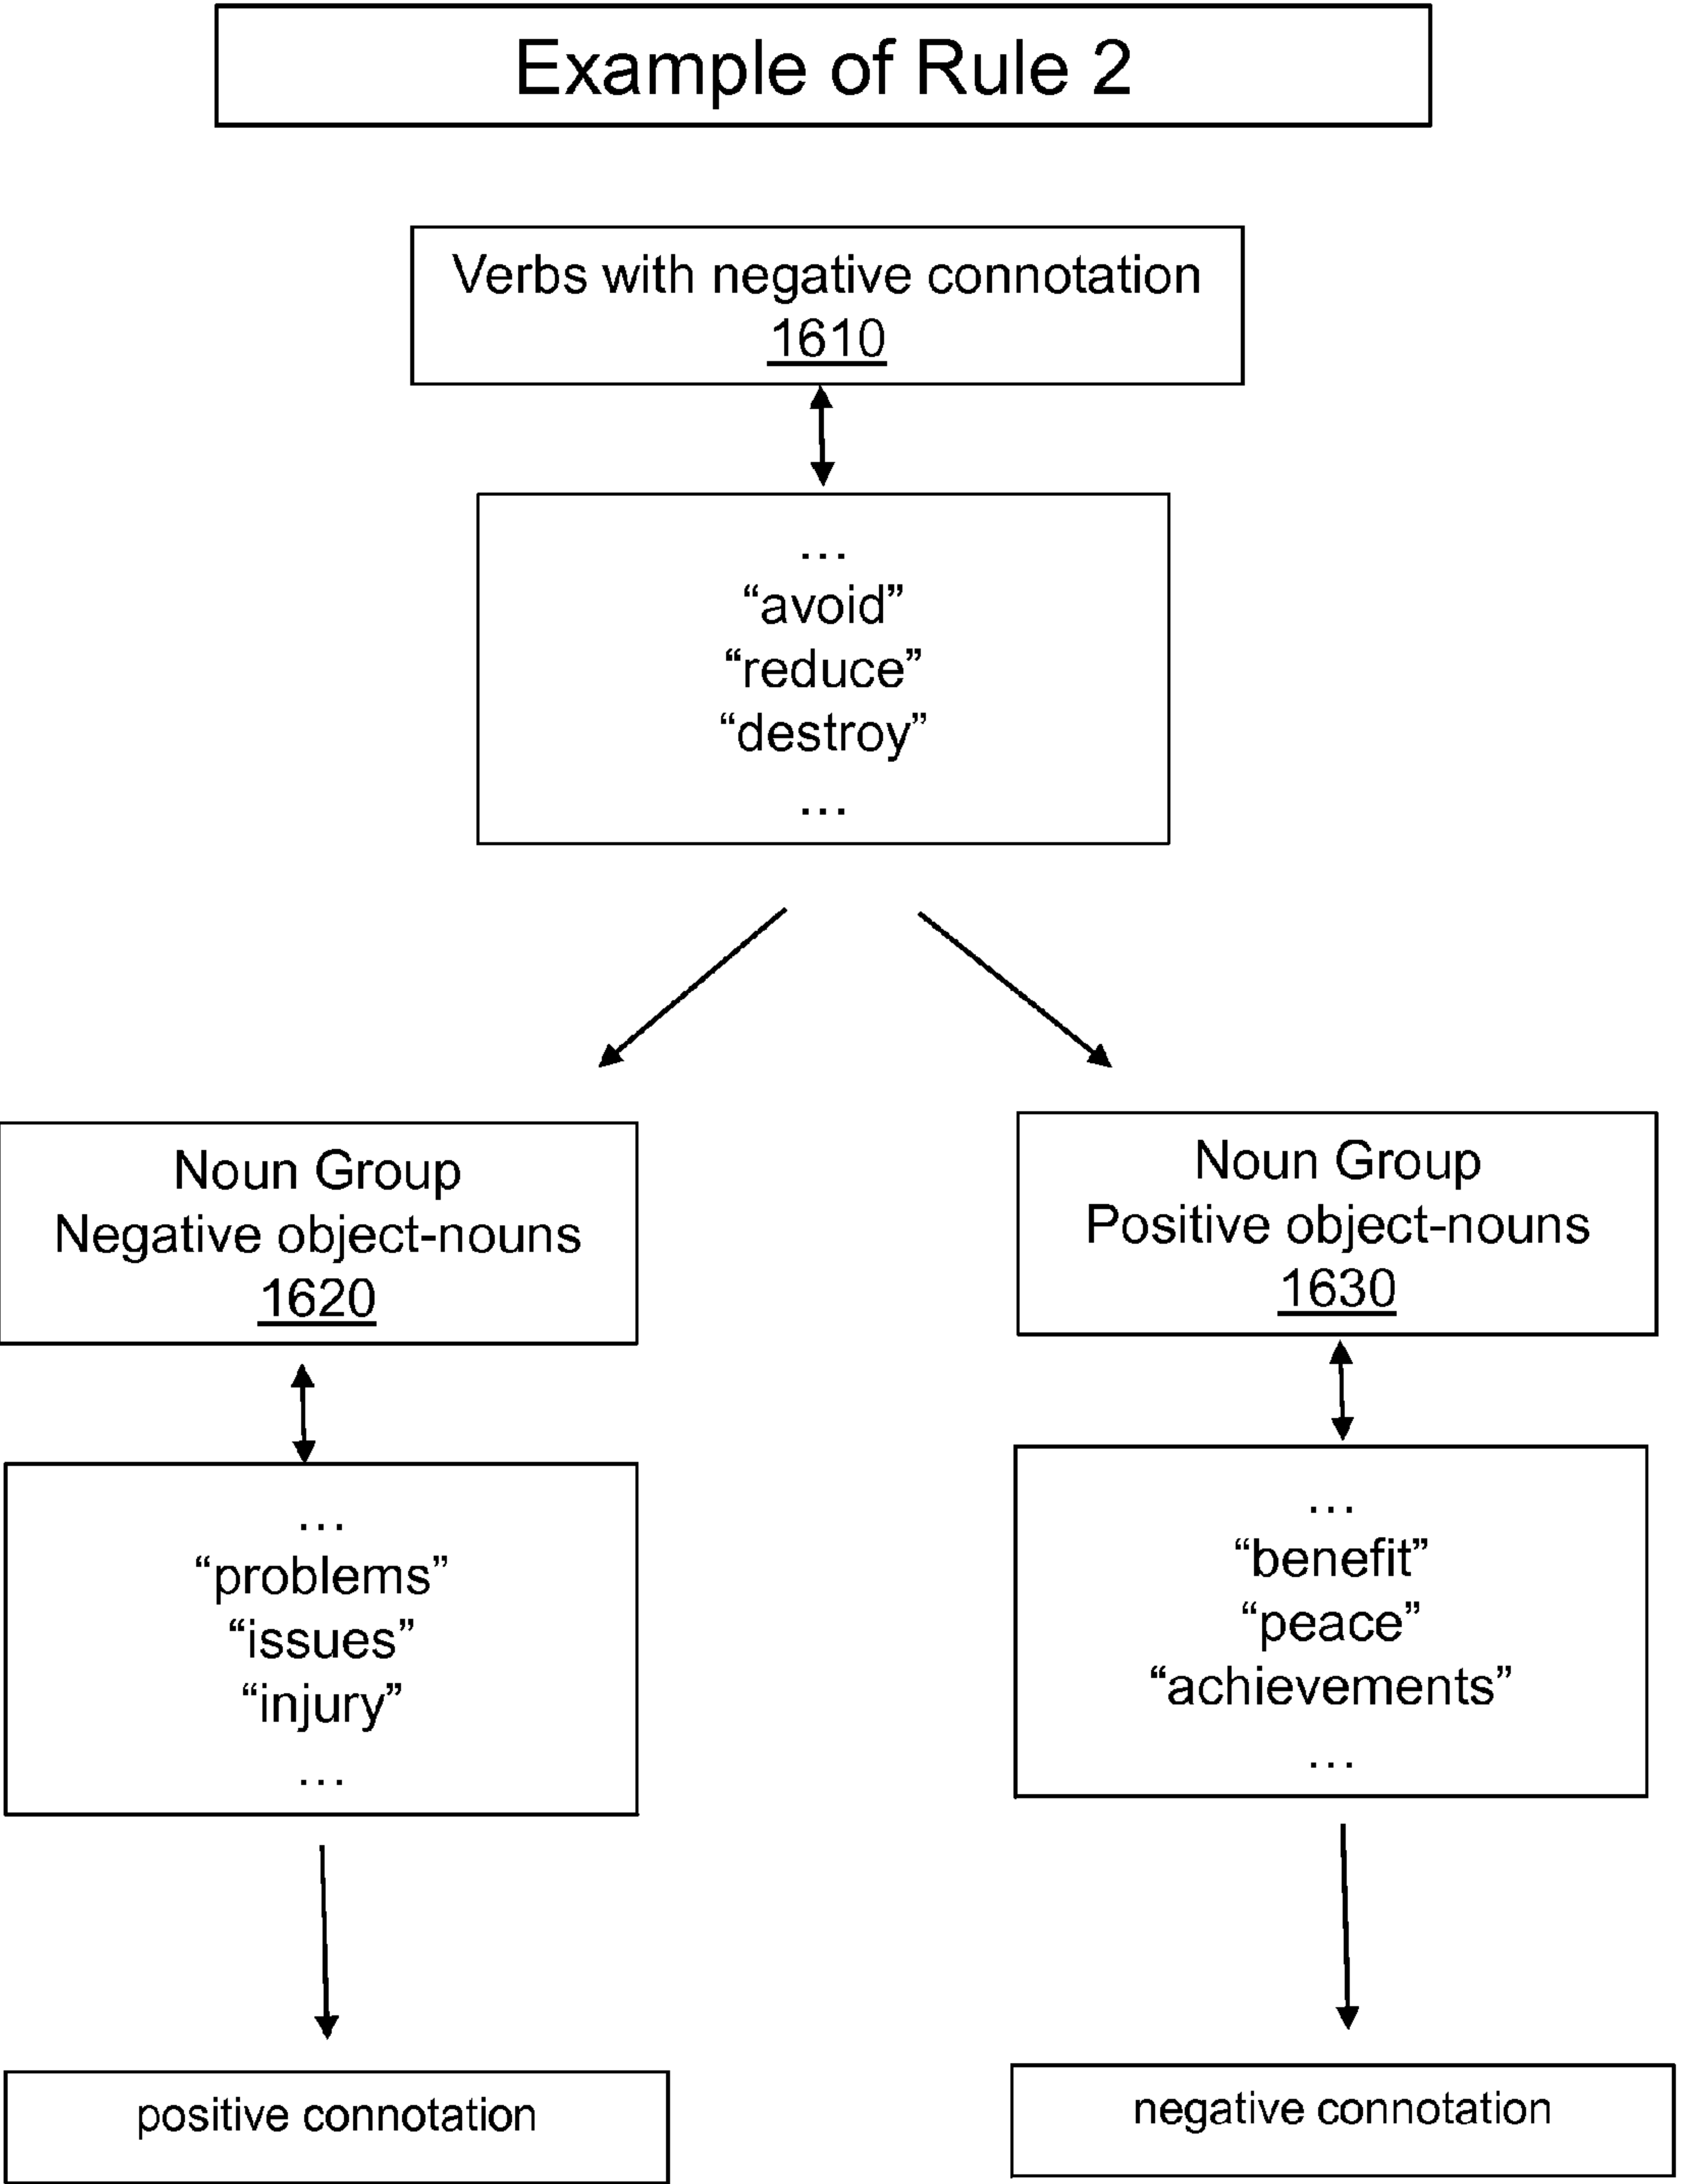 Example of Rule 2
Verbs with negative connotation
1610
...
“avoid”
“reduce”
“destroy”
...
Noun Group
Negative object-nouns
1620
...
“problems”
“issues”
“injury”
...
positive connotation
Noun Group
Positive object-nouns
1630
...
“benefit”
“peace”
“achievements”
...
negative connotation